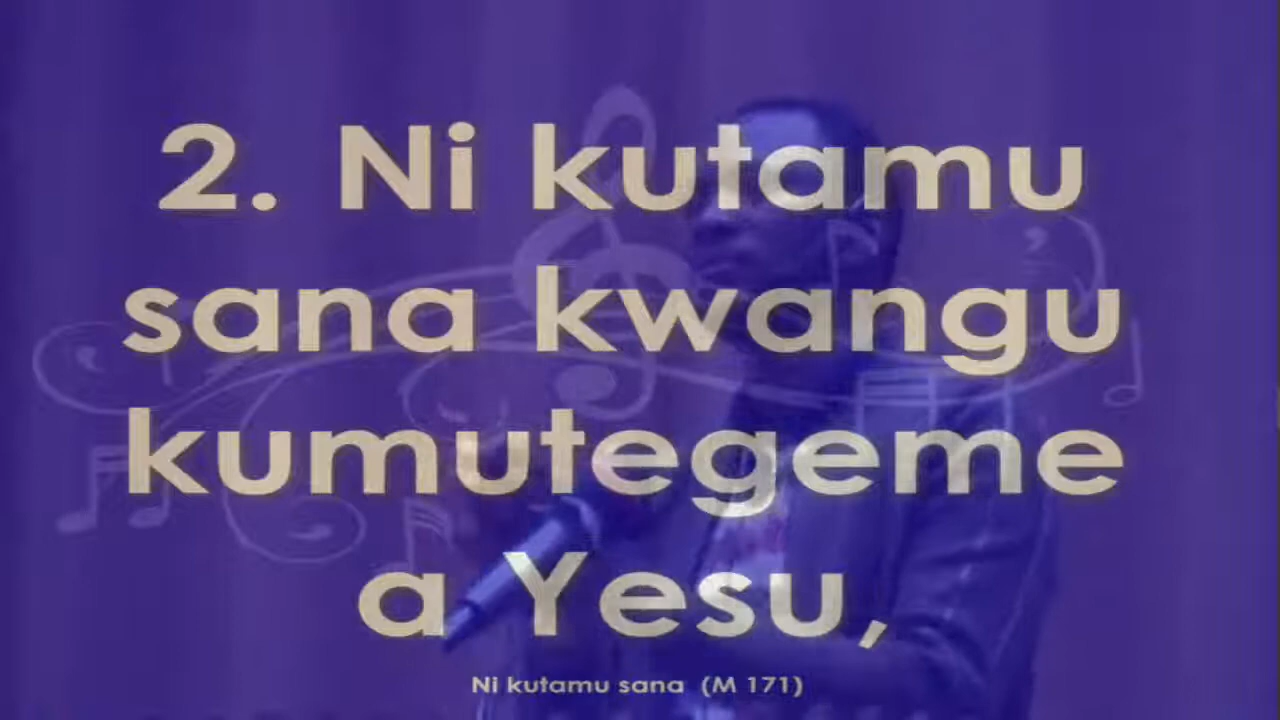 2. Ni kutamu
sana kwangu
kumutegeme
a Yesu,
Ni kutamu sana (M 171)